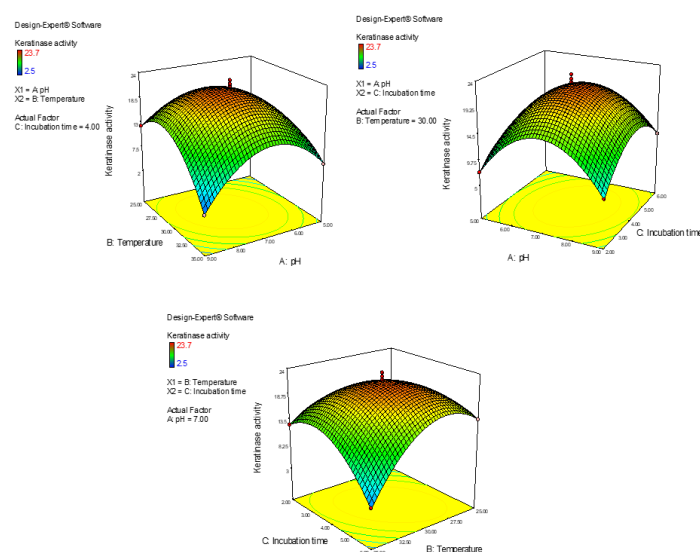 Design-Expert® Software
Keratinase activity
23.7
2.5
X1 = A: pH
X2 = B: Temperature
Actual Factor
C: Incubation time = 4.00
Keratinase activity
24
18.5
13
7.5
2
25.00
27.50
30.00
32.50
35.00
9.00
8.00
7.00
6.00
5.00
B: Temperature
A: pH
Design-Expert® Software
Keratinase activity
23.7
2.5
X1 = A: pH
X2 = C: Incubation time
Actual Factor
B: Temperature = 30.00
Keratinase activity
24
19.25
14.5
9.75
5
5.00
6.00
7.00
8.00
9.00
2.00
3.00
4.00
5.00
6.00
A: pH
C: Incubation time
Design-Expert® Software
Keratinase activity
23.7
2.5
X1 = B: Temperature
X2 = C: Incubation time
Actual Factor
A: pH = 7.00
Keratinase activity
24
18.75
13.5
8.25
3
2.00
3.00
4.00
5.00
32.50
30.00
27.50
25.00
C: Incubation time
B: Temperature